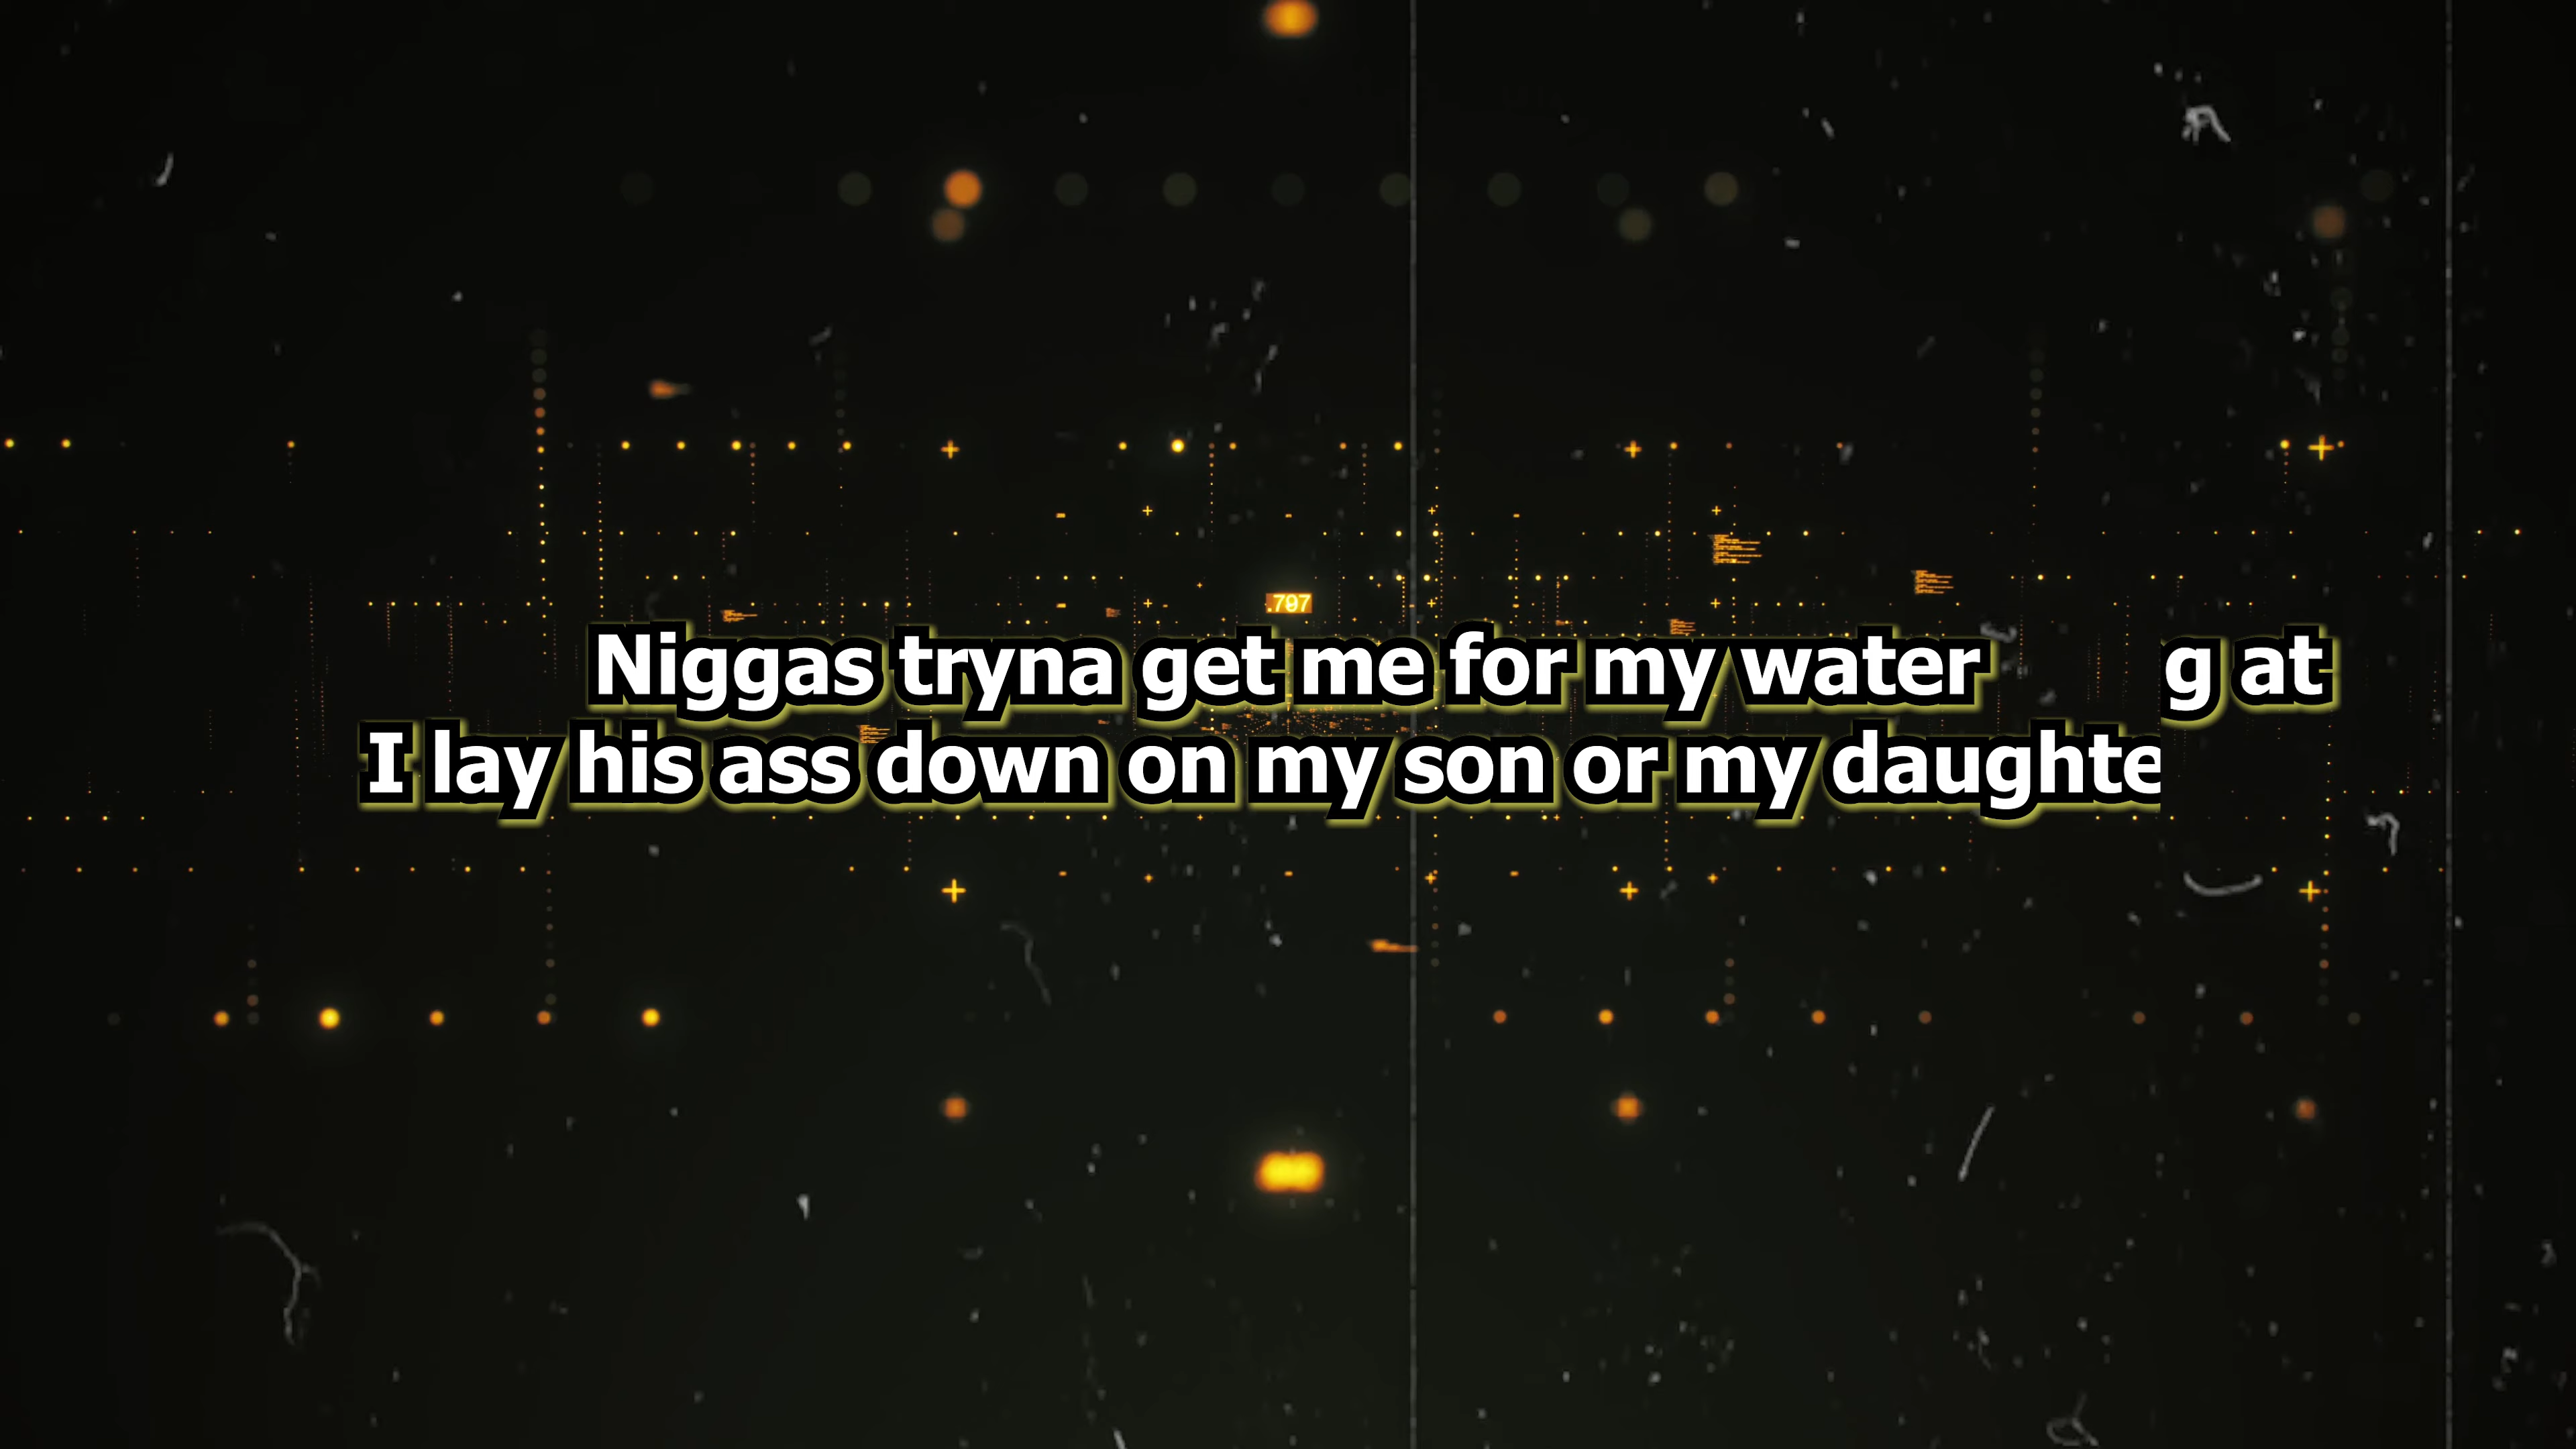 .797
Niggas tryna get me for my water g at
I lay his ass down on my son or my daughte